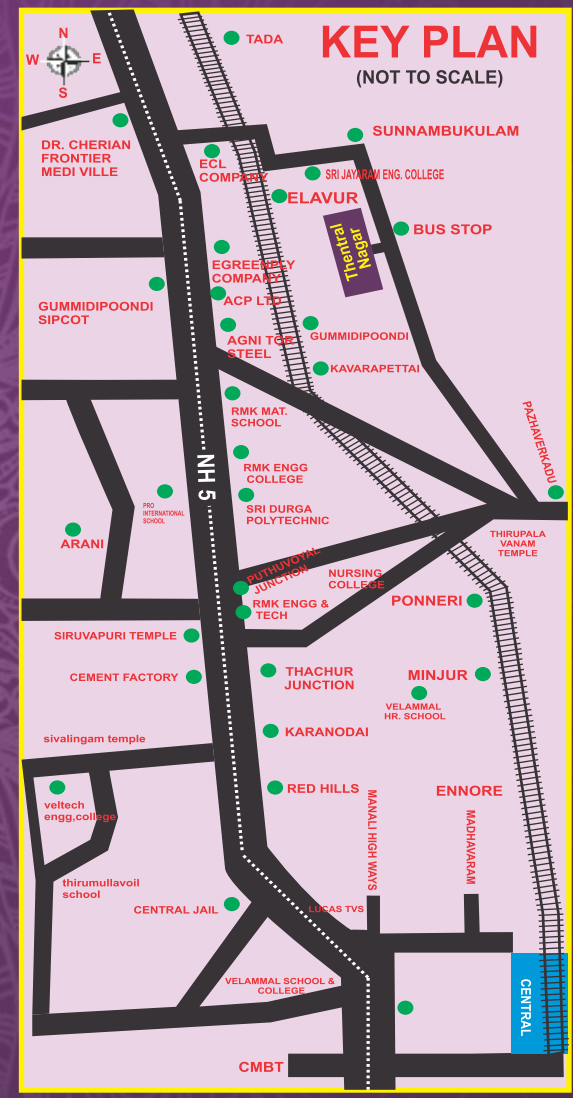 KEY PLAN
(NOT TO SCALE)
N
W
E
S
TADA
SUNNAMBUKULAM
DR. CHERIAN
FRONTIER
MEDI VILLE
ECL
COMPANY
SRI JAYARAM ENG. COLLEGE
ELAVUR
BUS STOP
Thentral
Nagar
EGREENPLY
COMPANY
ACP LTD
GUMMIDIPOONDI
SIPCOT
AGNI TOR
STEEL
GUMMIDIPOONDI
KAVARAPETTAI
RMK MAT.
SCHOOL
PAZHAVERKADU
NH 5
RMK ENGG
COLLEGE
PRO
INTERNATIONAL
SCHOOL
SRI DURGA
POLYTECHNIC
ARANI
THIRUPALA
VANAM
TEMPLE
PUTHUVOYAL
JUNCTION
NURSING
COLLEGE
RMK ENGG &
TECH
PONNERI
SIRUVAPURI TEMPLE
CEMENT FACTORY
THACHUR
JUNCTION
MINJUR
VELAMMAL
HR. SCHOOL
KARANODAI
sivalingam temple
RED HILLS
ENNORE
veltech
engg,college
MANALI HIGH WAYS
MADHAVARAM
thirumullavoil
school
CENTRAL JAIL
LUCAS TVS
VELAMMAL SCHOOL &
COLLEGE
CENTRAL
CMBT